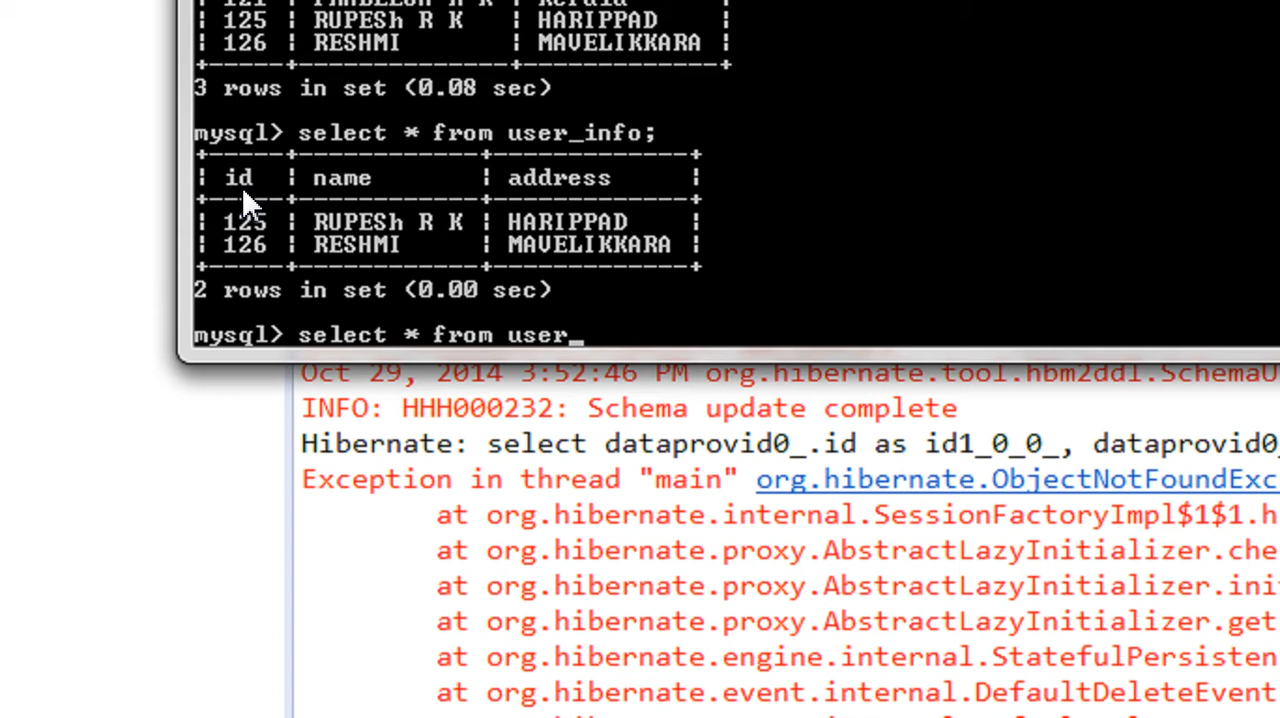 121 | | Kerala
| 125 | RUPESh R K | HARIPPAD |
| 126 | RESHMI | MAVELIKKARA |
3 rows in set (0.08 sec)
mysql> select * from user_info;
| id | name | address |
| 125 | RUPESh R K | HARIPPAD |
| 126 | RESHMI | MAVELIKKARA |
2 rows in set (0.00 sec)
mysql> select * from user_
Oct 29, 2014 3:52:46 PM org.hibernate.tool.hbm2ddl.SchemaU
INFO: HHH000232: Schema update complete
Hibernate: select dataprovid0_.id as id1_0_0_, dataprovid0_
Exception in thread "main" org.hibernate.ObjectNotFoundExc
at org.hibernate.internal.SessionFactoryImpl$1$1.h
at org.hibernate.proxy.AbstractLazyInitializer.che
at org.hibernate.proxy.AbstractLazyInitializer.ini
at org.hibernate.proxy.AbstractLazyInitializer.get
at org.hibernate.engine.internal.StatefulPersisten
at org.hibernate.event.internal.DefaultDeleteEvent